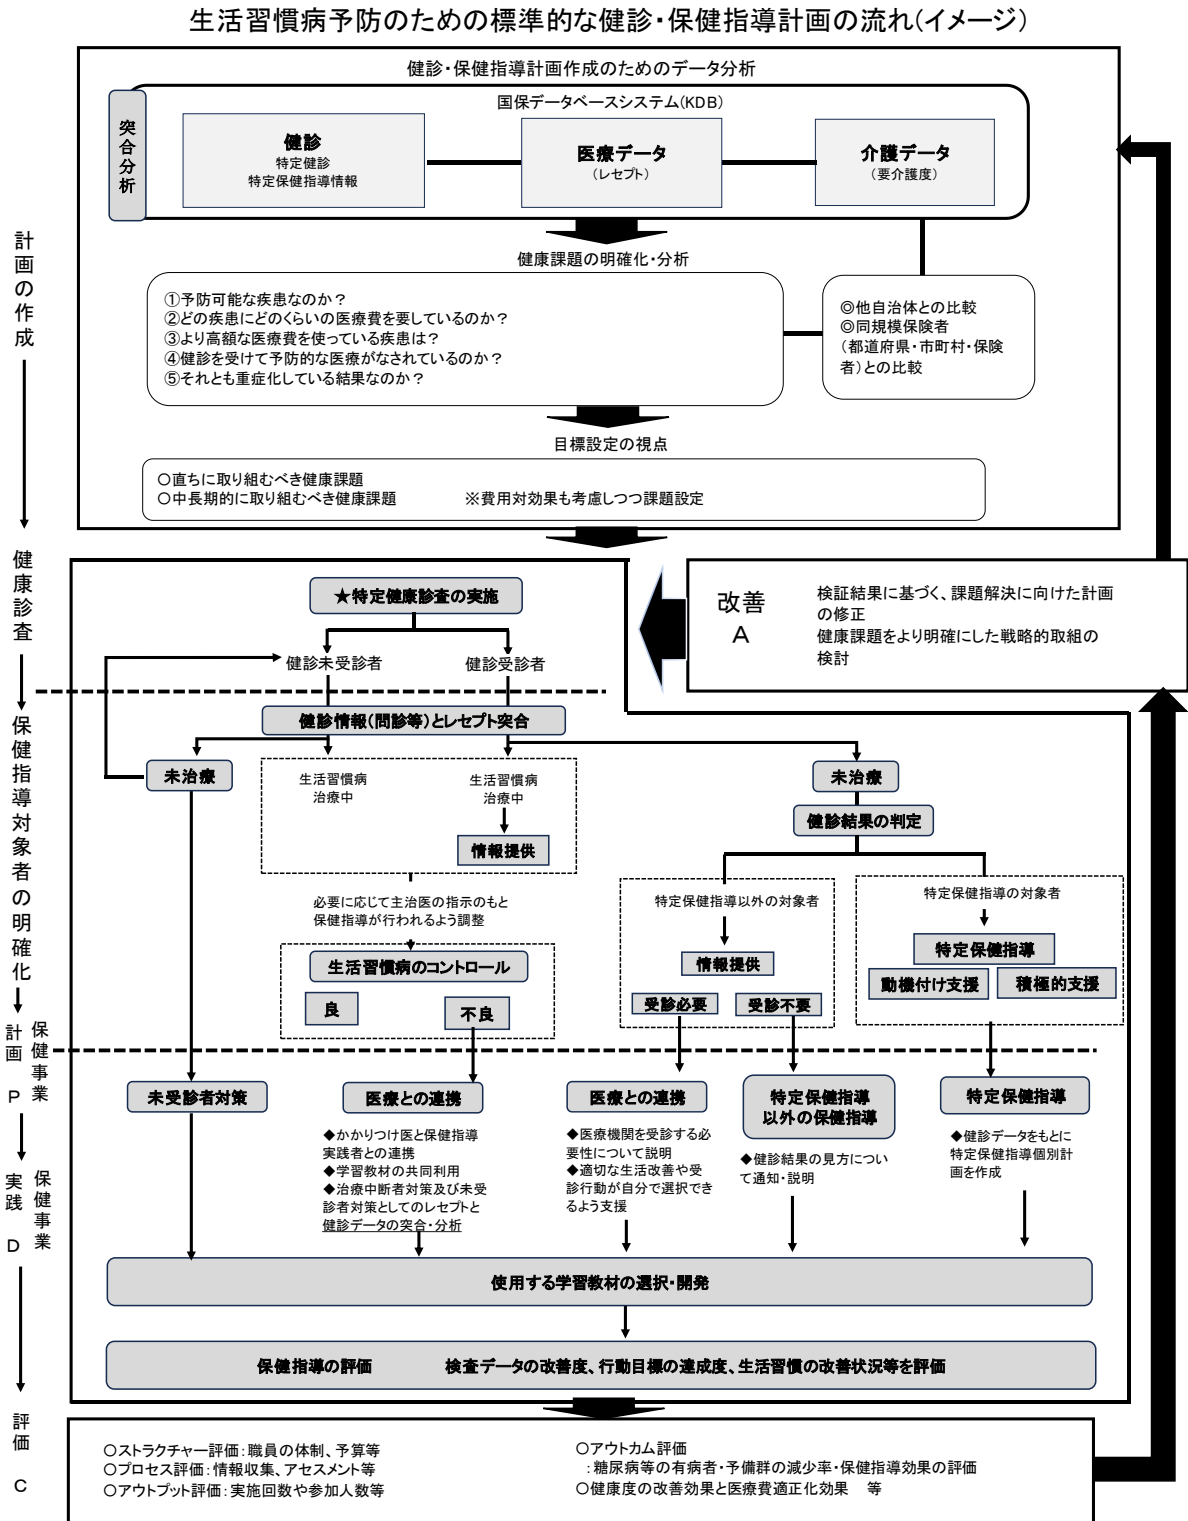 生活習慣病予防のための標準的な健診・保健指導計画の流れ(イメージ)
健診・保健指導計画作成のためのデータ分析
国保データベースシステム(KDB)
突合分析
健診
特定健診
特定保健指導情報
医療データ
(レセプト)
介護データ
(要介護度)
計画の作成
健康課題の明確化・分析
①予防可能な疾患なのか？
②どの疾患にどのくらいの医療費を要しているのか？
③より高額な医療費を使っている疾患は？
④健診を受けて予防的な医療がなされているのか？
⑤それとも重症化している結果なのか？
◎他自治体との比較
◎同規模保険者
(都道府県・市町村・保険
者)との比較
目標設定の視点
○直ちに取り組むべき健康課題
○中長期的に取り組むべき健康課題　※費用対効果も考慮しつつ課題設定
健康診査
★特定健康診査の実施
健診未受診者
健診受診者
改善
A
検証結果に基づく、課題解決に向けた計画
の修正
健康課題をより明確にした戦略的取組の
検討
保健指導対象者の明確化
健診情報(問診等)とレセプト突合
未治療
生活習慣病
治療中
生活習慣病
治療中
情報提供
未治療
健診結果の判定
必要に応じて主治医の指示のもと
保健指導が行われるよう調整
生活習慣病のコントロール
良
不良
特定保健指導以外の対象者
情報提供
受診必要
受診不要
特定保健指導の対象者
特定保健指導
動機付け支援
積極的支援
保健事業
計画 P
未受診者対策
医療との連携
◆かかりつけ医と保健指導
実践者との連携
◆学習教材の共同利用
◆治療中断者対策及び未受
診者対策としてのレセプトと
健診データの突合・分析
医療との連携
◆医療機関を受診する必
要性について説明
◆適切な生活改善や受
診行動が自分で選択でき
るよう支援
特定保健指導
以外の保健指導
◆健診結果の見方につい
て通知・説明
特定保健指導
◆健診データをもとに
特定保健指導個別計
画を作成
保健事業
実践 D
使用する学習教材の選択・開発
保健指導の評価　検査データの改善度、行動目標の達成度、生活習慣の改善状況等を評価
評価 C
○ストラクチャー評価：職員の体制、予算等
○プロセス評価：情報収集、アセスメント等
○アウトプット評価：実施回数や参加人数等
○アウトカム評価
：糖尿病等の有病者・予備群の減少率・保健指導効果の評価
○健康度の改善効果と医療費適正化効果　等